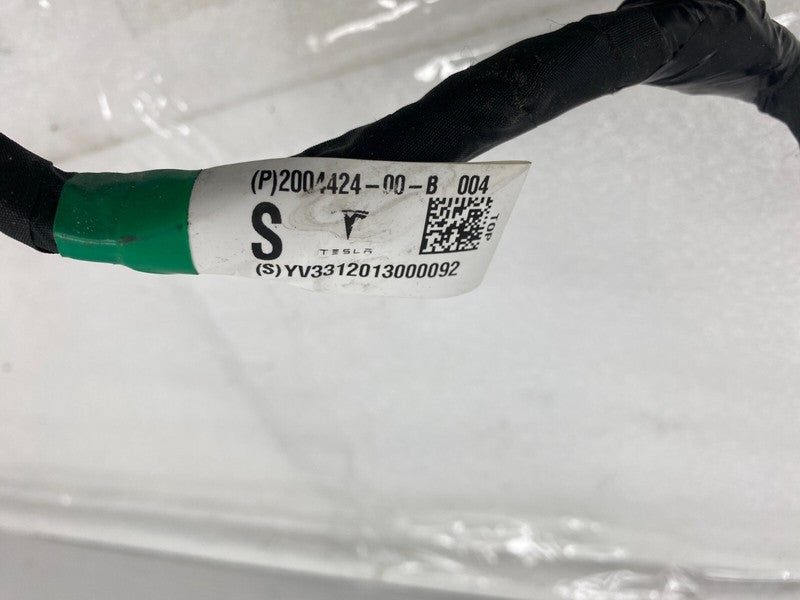 (P)2004424-00-B 004
S
TESLA
TOP
(S)YV3312013000092